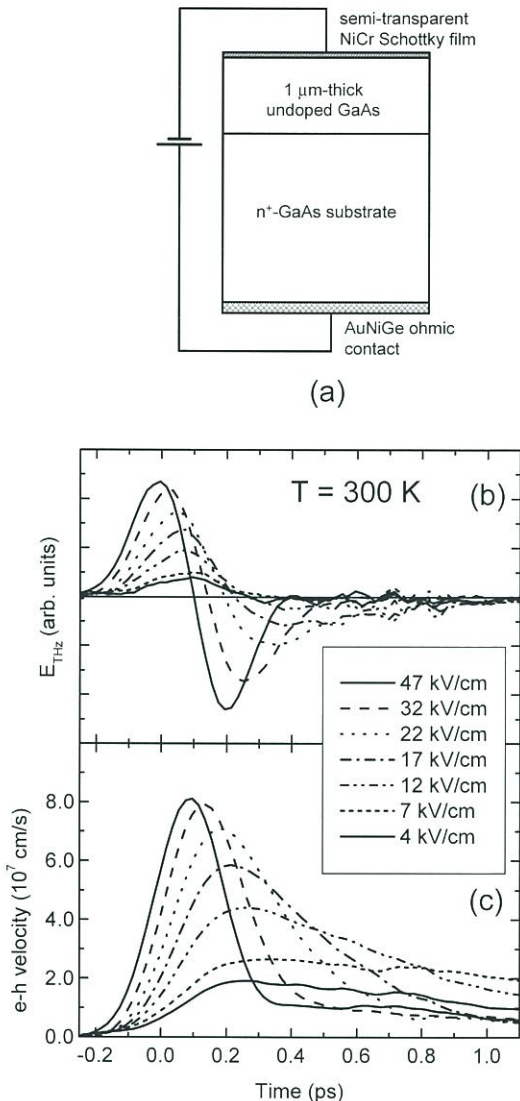 semi-transparent
NiCr Schottky film
1 μm-thick
undoped GaAs
n⁺-GaAs substrate
AuNiGe ohmic
contact
(a)
T = 300 K
(b)
E_THz (arb. units)
47 kV/cm
32 kV/cm
22 kV/cm
17 kV/cm
12 kV/cm
7 kV/cm
4 kV/cm
(c)
e-h velocity (10⁷ cm/s)
8.0
6.0
4.0
2.0
0.0
-0.2 0.0 0.2 0.4 0.6 0.8 1.0
Time (ps)